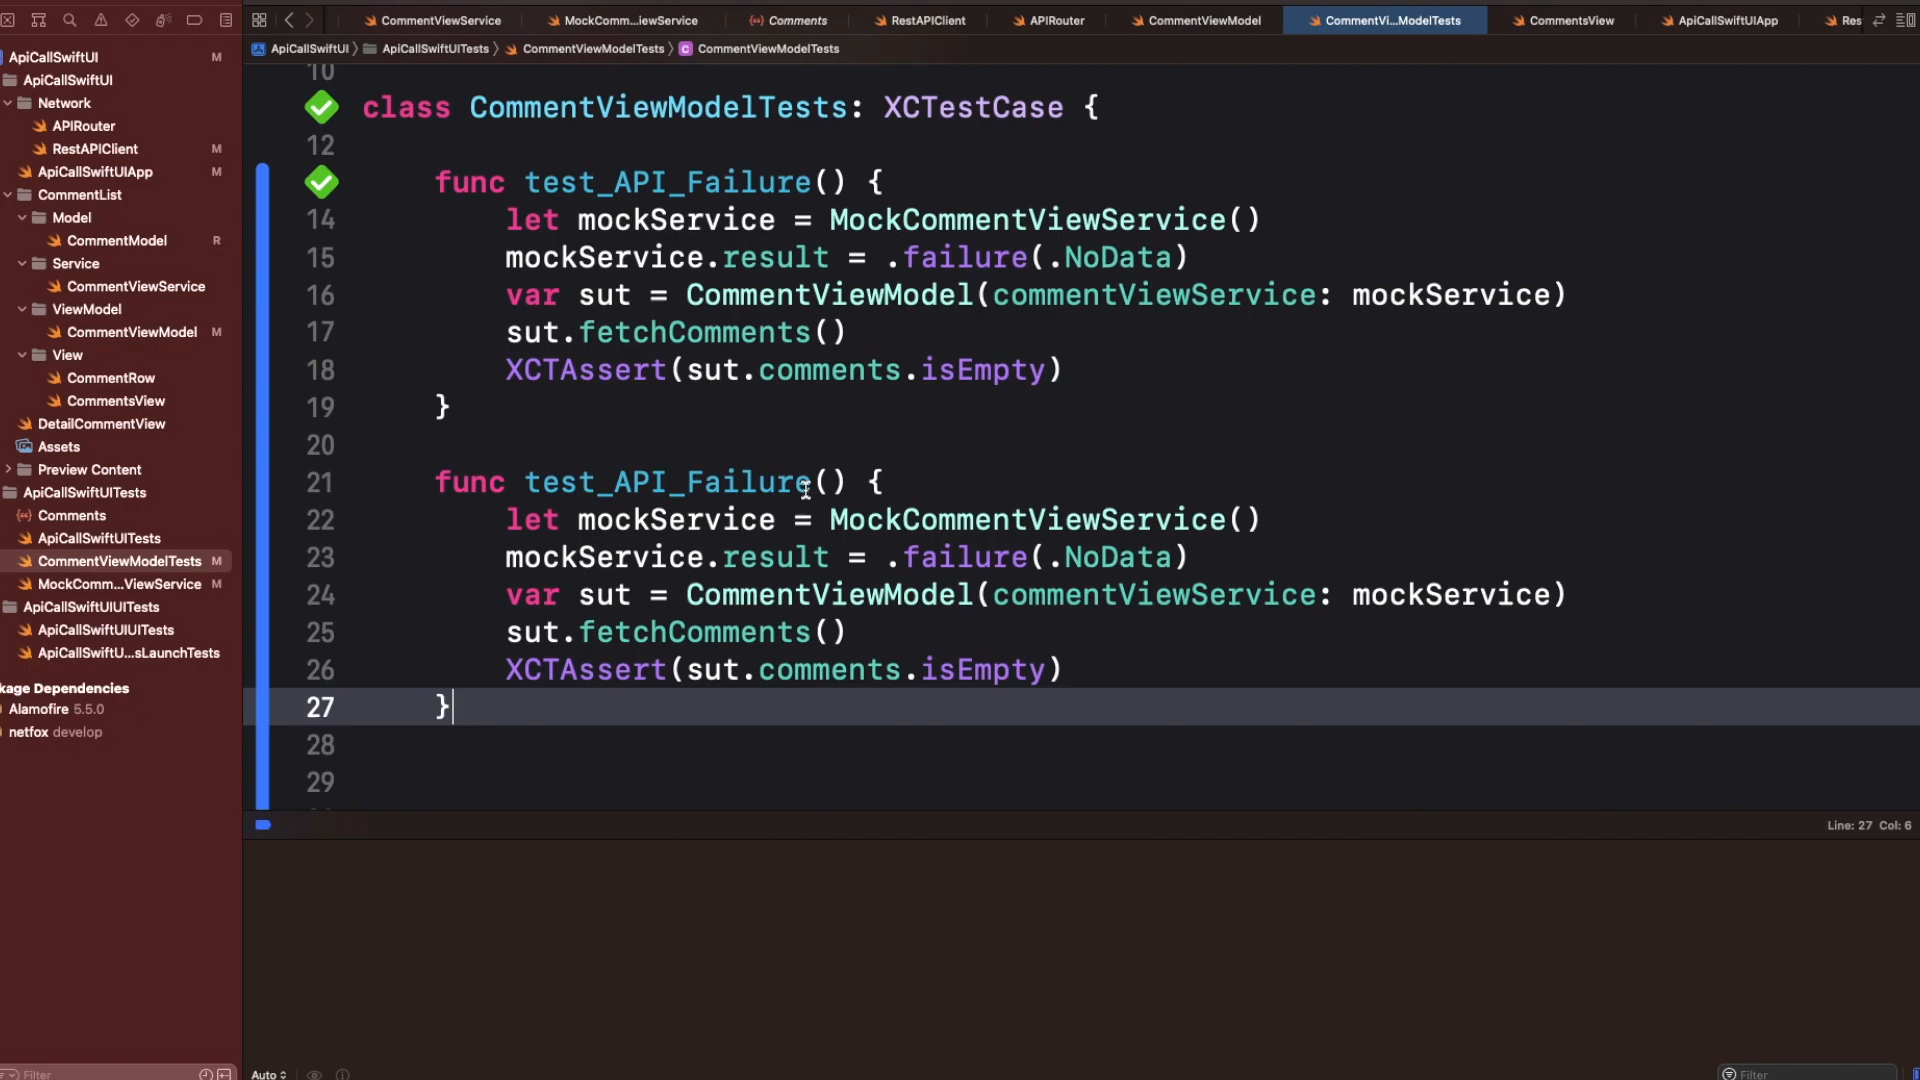 CommentViewService
MockComm...iewService
Comments
RestAPIClient
APIRouter
CommentViewModel
CommentVi...ModelTests
CommentsView
ApiCallSwiftUIApp
Res
ApiCallSwiftUI
ApiCallSwiftUITests
CommentViewModelTests
C CommentViewModelTests
ApiCallSwiftUI M
ApiCallSwiftUI
Network
APIRouter
RestAPIClient M
ApiCallSwiftUIApp M
CommentList
Model
CommentModel R
Service
CommentViewService
ViewModel
CommentViewModel M
View
CommentRow
CommentsView
DetailCommentView
Assets
Preview Content
ApiCallSwiftUITests
Comments
ApiCallSwiftUITests
CommentViewModelTests M
MockComm...ViewService M
ApiCallSwiftUIUITests
ApiCallSwiftUIUITests
ApiCallSwiftU...sLaunchTests
kage Dependencies
Alamofire 5.5.0
netfox develop
Filter
10
class CommentViewModelTests: XCTestCase {
12
func test_API_Failure() {
14 let mockService = MockCommentViewService()
15 mockService.result = .failure(.NoData)
16 var sut = CommentViewModel(commentViewService: mockService)
17 sut.fetchComments()
18 XCTAssert(sut.comments.isEmpty)
19 }
20
21 func test_API_Failure() {
22 let mockService = MockCommentViewService()
23 mockService.result = .failure(.NoData)
24 var sut = CommentViewModel(commentViewService: mockService)
25 sut.fetchComments()
26 XCTAssert(sut.comments.isEmpty)
27 }
28
29
Line: 27 Col: 6
Auto
Filter